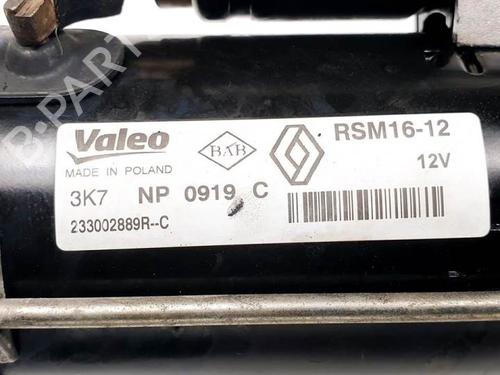 Valeo
MADE IN POLAND
BAB
RSM16-12
12V
3K7 NP 0919 C
233002889R--C
B-PARTS